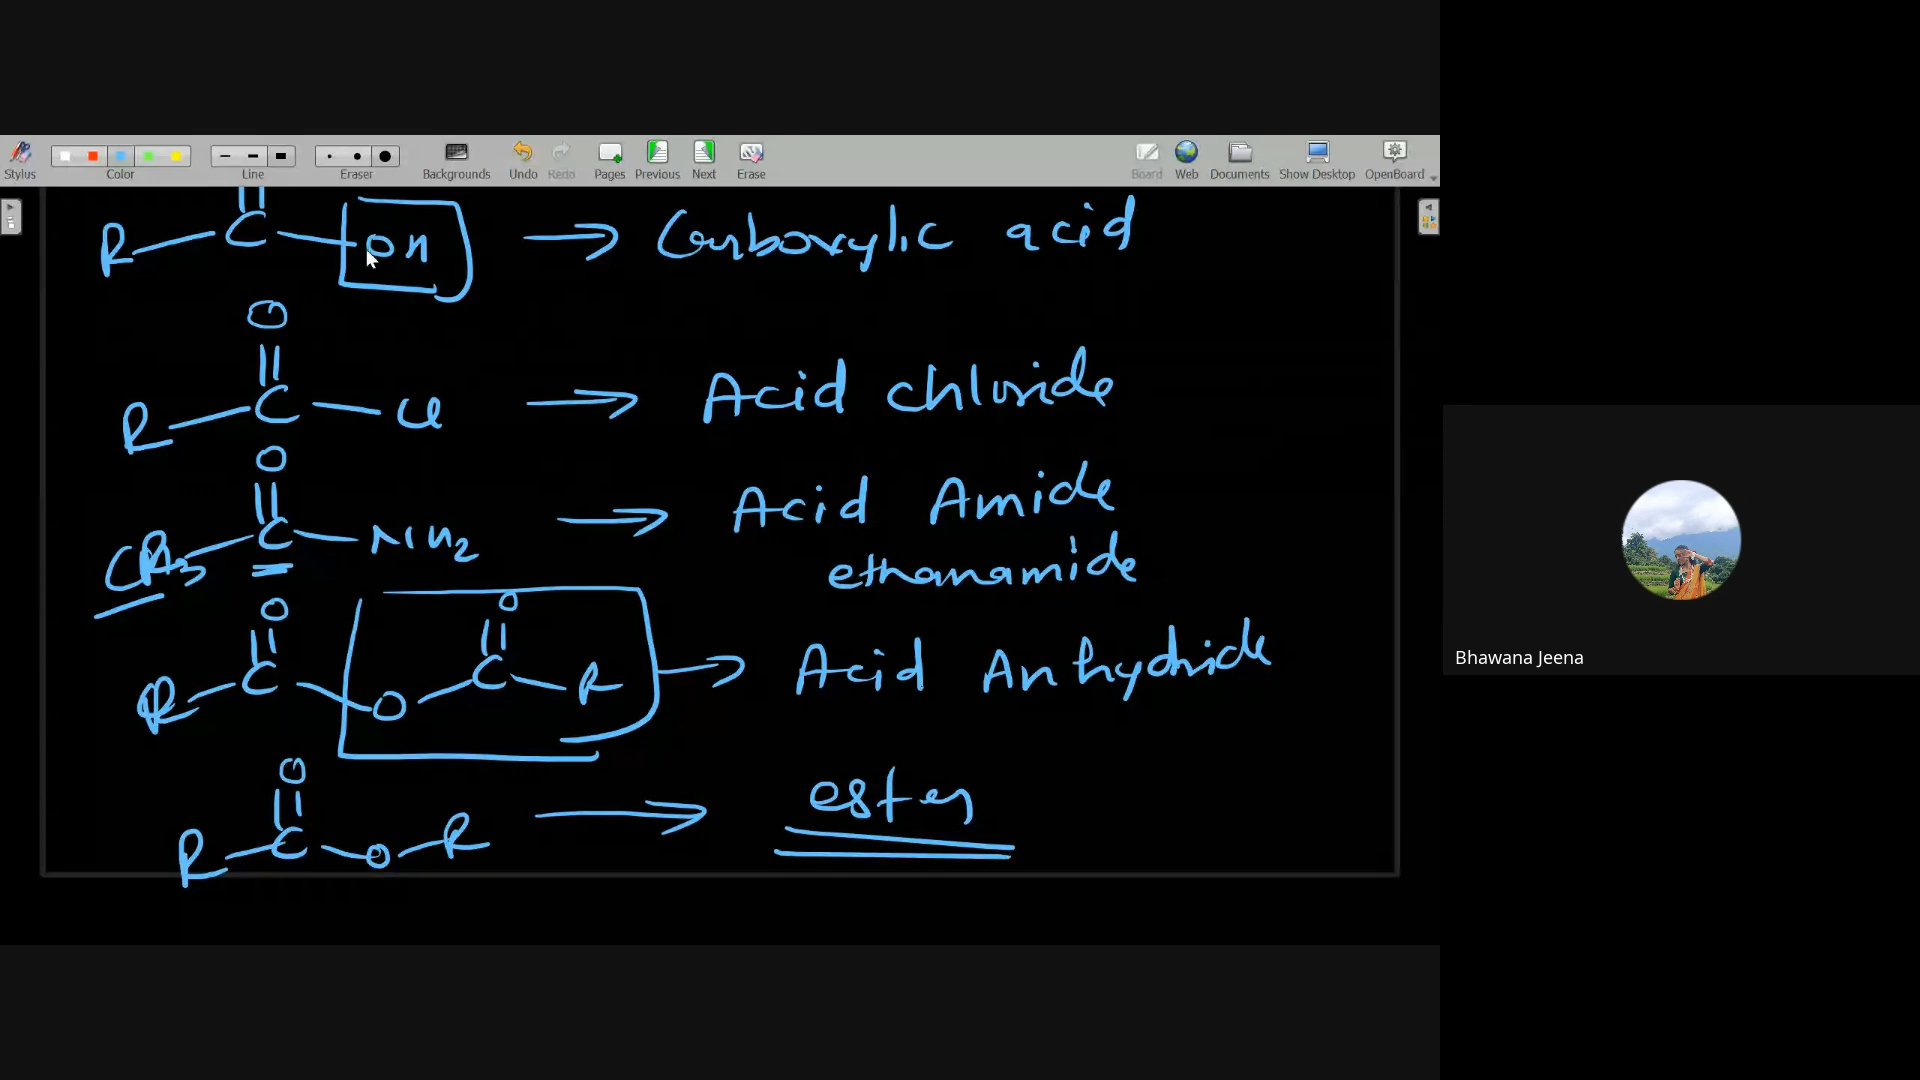 Stylus Color Line Eraser Backgrounds Undo Redo Pages Previous Next Erase Board Web Documents Show Desktop OpenBoard
R—C—OH → Carboxylic acid
O
||
R—C—Cl → Acid chloride
O
||
CH3—C—NH2 → Acid Amide
ethanamide
O O
|| ||
R—C—O—C—R → Acid Anhydride
O
||
R—C—O—R → ester
Bhawana Jeena